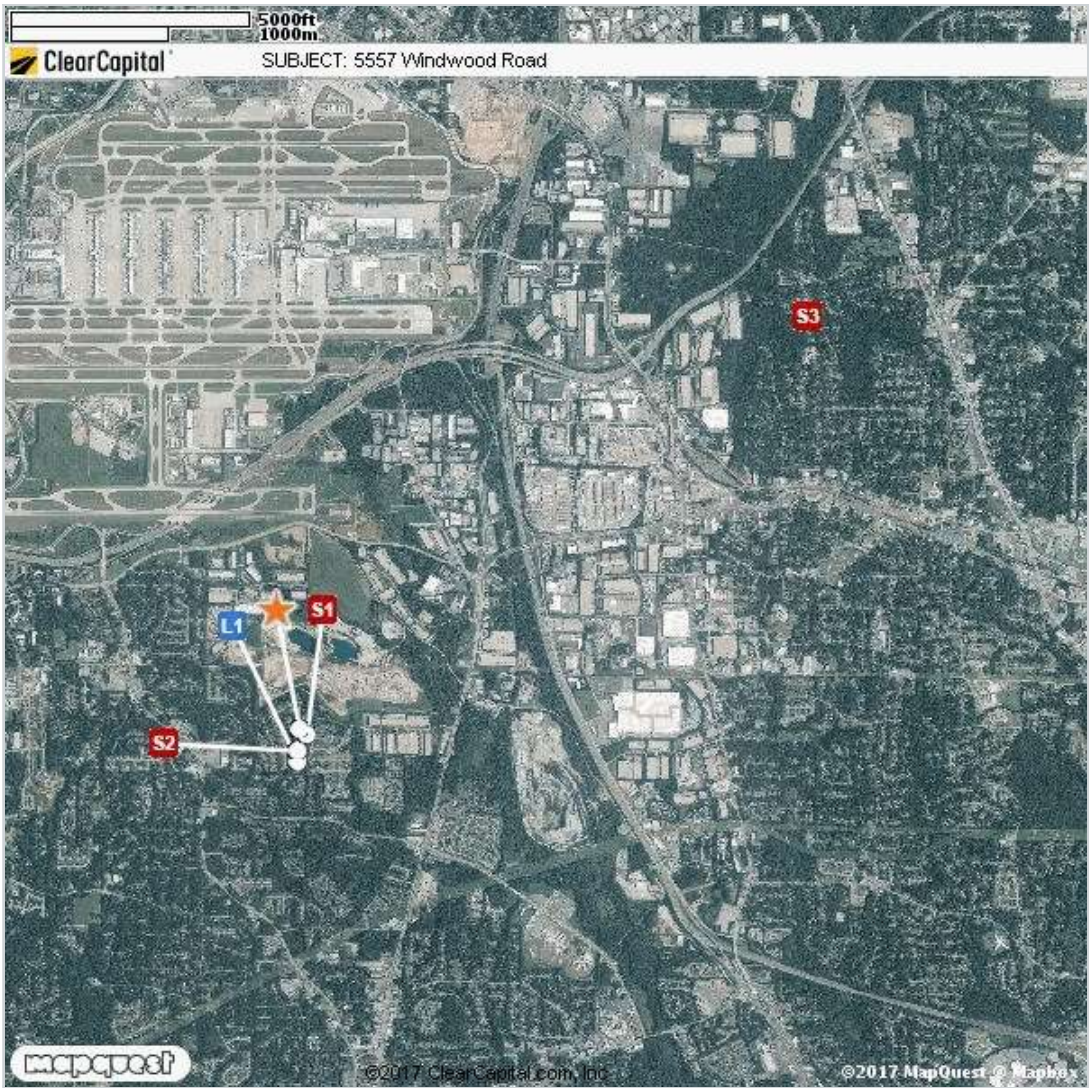 5000ft
1000m
ClearCapital
SUBJECT: 5557 Windwood Road
S3
L1
S1
S2
mapquest
©2017 ClearCapital.com, Inc
©2017 MapQuest © Mapbox